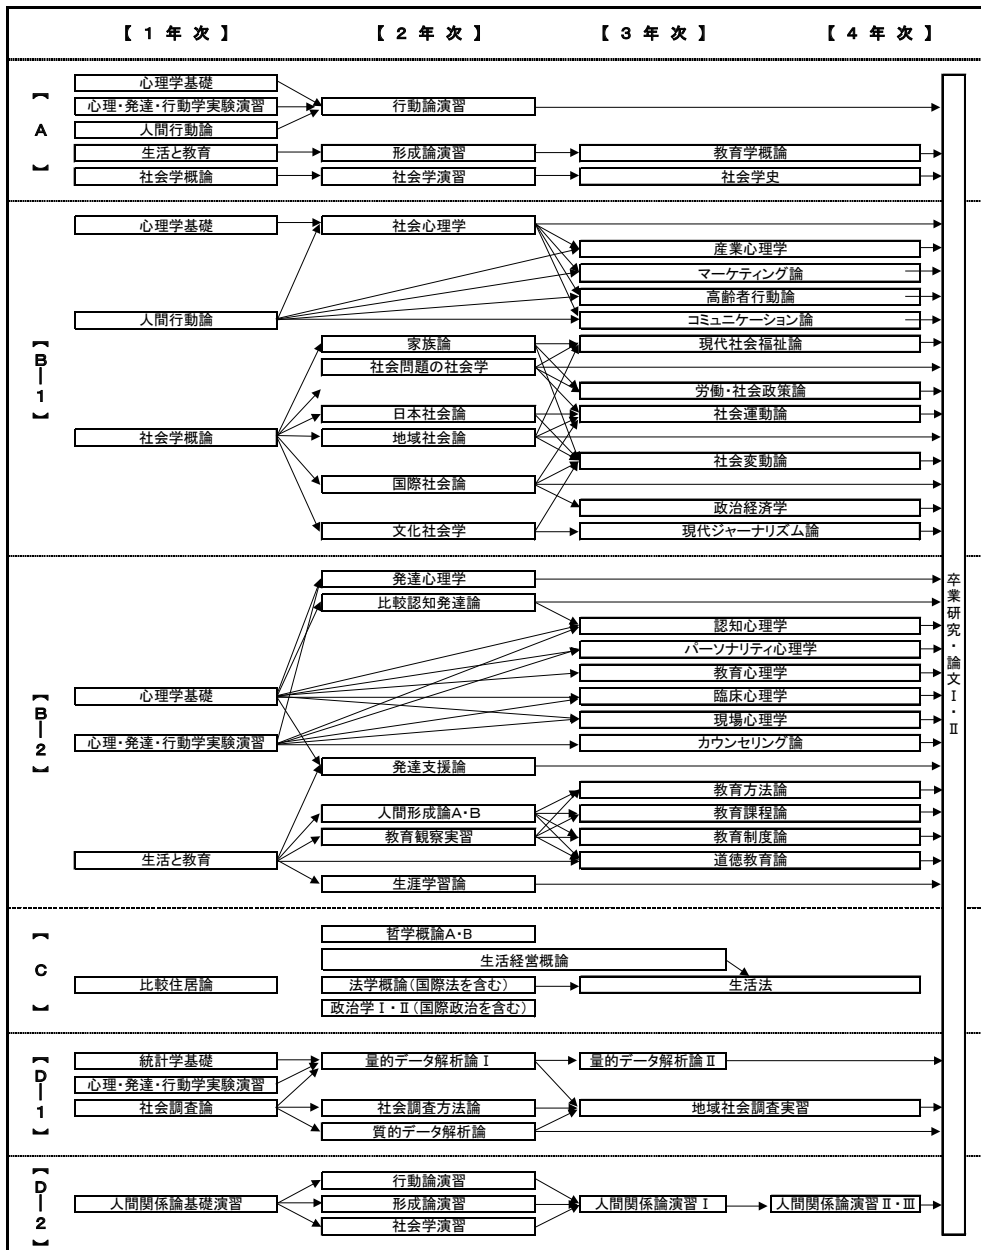 【 1 年 次 】 【 2 年 次 】 【 3 年 次 】 【 4 年 次 】
【A】
心理学基礎
心理・発達・行動学実験演習 行動論演習
人間行動論
生活と教育 形成論演習 教育学概論
社会学概論 社会学演習 社会学史
【B－1】
心理学基礎 社会心理学
産業心理学
マーケティング論
高齢者行動論
人間行動論 コミュニケーション論
家族論 現代社会福祉論
社会問題の社会学
労働・社会政策論
日本社会論 社会運動論
社会学概論 地域社会論
社会変動論
国際社会論
政治経済学
文化社会学 現代ジャーナリズム論
【B－2】
発達心理学
比較認知発達論
認知心理学
パーソナリティ心理学
教育心理学
心理学基礎 臨床心理学
現場心理学
心理・発達・行動学実験演習 カウンセリング論
発達支援論
教育方法論
人間形成論A・B 教育課程論
教育観察実習 教育制度論
生活と教育 道徳教育論
生涯学習論
【C】
哲学概論A・B
生活経営概論
比較住居論 法学概論(国際法を含む) 生活法
政治学Ⅰ・Ⅱ(国際政治を含む)
【D－1】
統計学基礎 量的データ解析論Ⅰ 量的データ解析論Ⅱ
心理・発達・行動学実験演習
社会調査論 社会調査方法論 地域社会調査実習
質的データ解析論
【D－2】
行動論演習
人間関係論基礎演習 形成論演習 人間関係論演習Ⅰ 人間関係論演習Ⅱ・Ⅲ
社会学演習
卒業研究・論文Ⅰ・Ⅱ